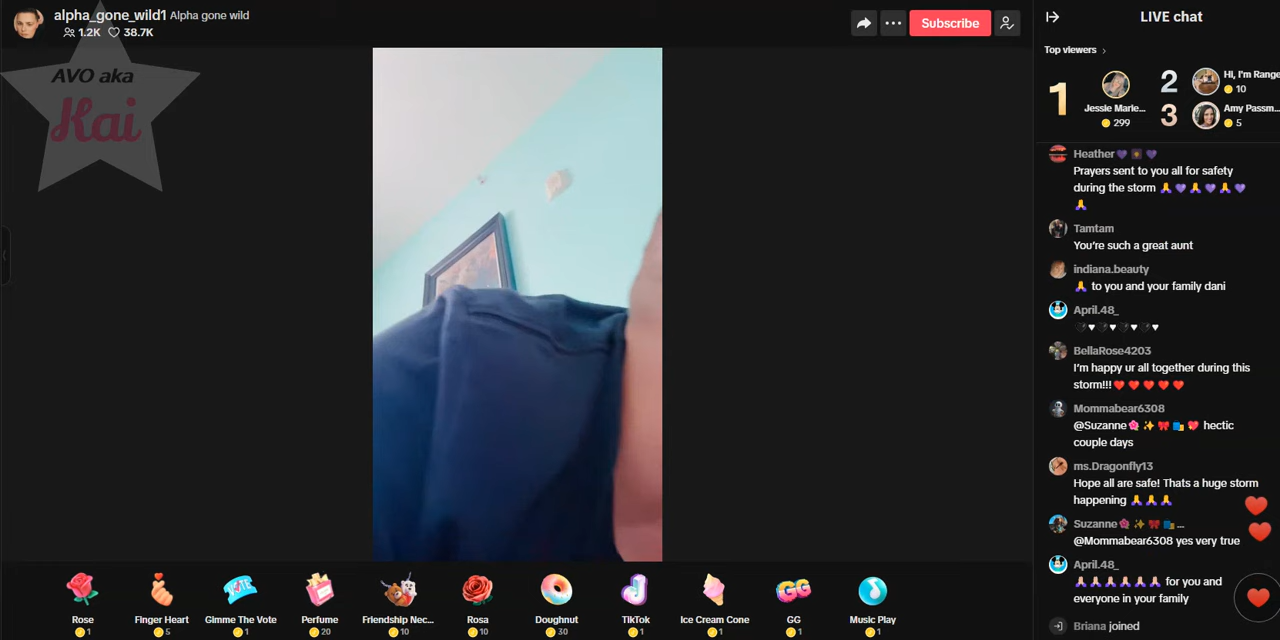 alpha_gone_wild1 Alpha gone wild
1.2K 38.7K
Subscribe
AVO aka
Kai
LIVE chat
Top viewers
1
Jessie Marie...
299
2
Hi, I'm Range
10
3
Amy Passm...
5
Heather💜 💜
Prayers sent to you all for safety
during the storm 🙏💜🙏💜🙏💜
🙏
Tamtam
You're such a great aunt
indiana.beauty
🙏 to you and your family dani
April.48_
🖤♥🖤♥🖤♥🖤♥
BellaRose4203
I'm happy ur all together during this
storm!!!❤️❤️❤️❤️❤️
Mommabear6308
@Suzanne🌺✨🎀🎭💖 hectic
couple days
ms.Dragonfly13
Hope all are safe! Thats a huge storm
happening 🙏🙏🙏
Suzanne🌺✨🎀🎭...
@Mommabear6308 yes very true
April.48_
🙏🙏🙏🙏🙏🙏 for you and
everyone in your family
Briana joined
Rose
1
Finger Heart
5
VOTE
Gimme The Vote
1
Perfume
20
Friendship Nec...
10
Rosa
10
Doughnut
30
TikTok
1
Ice Cream Cone
1
GG
GG
1
Music Play
1